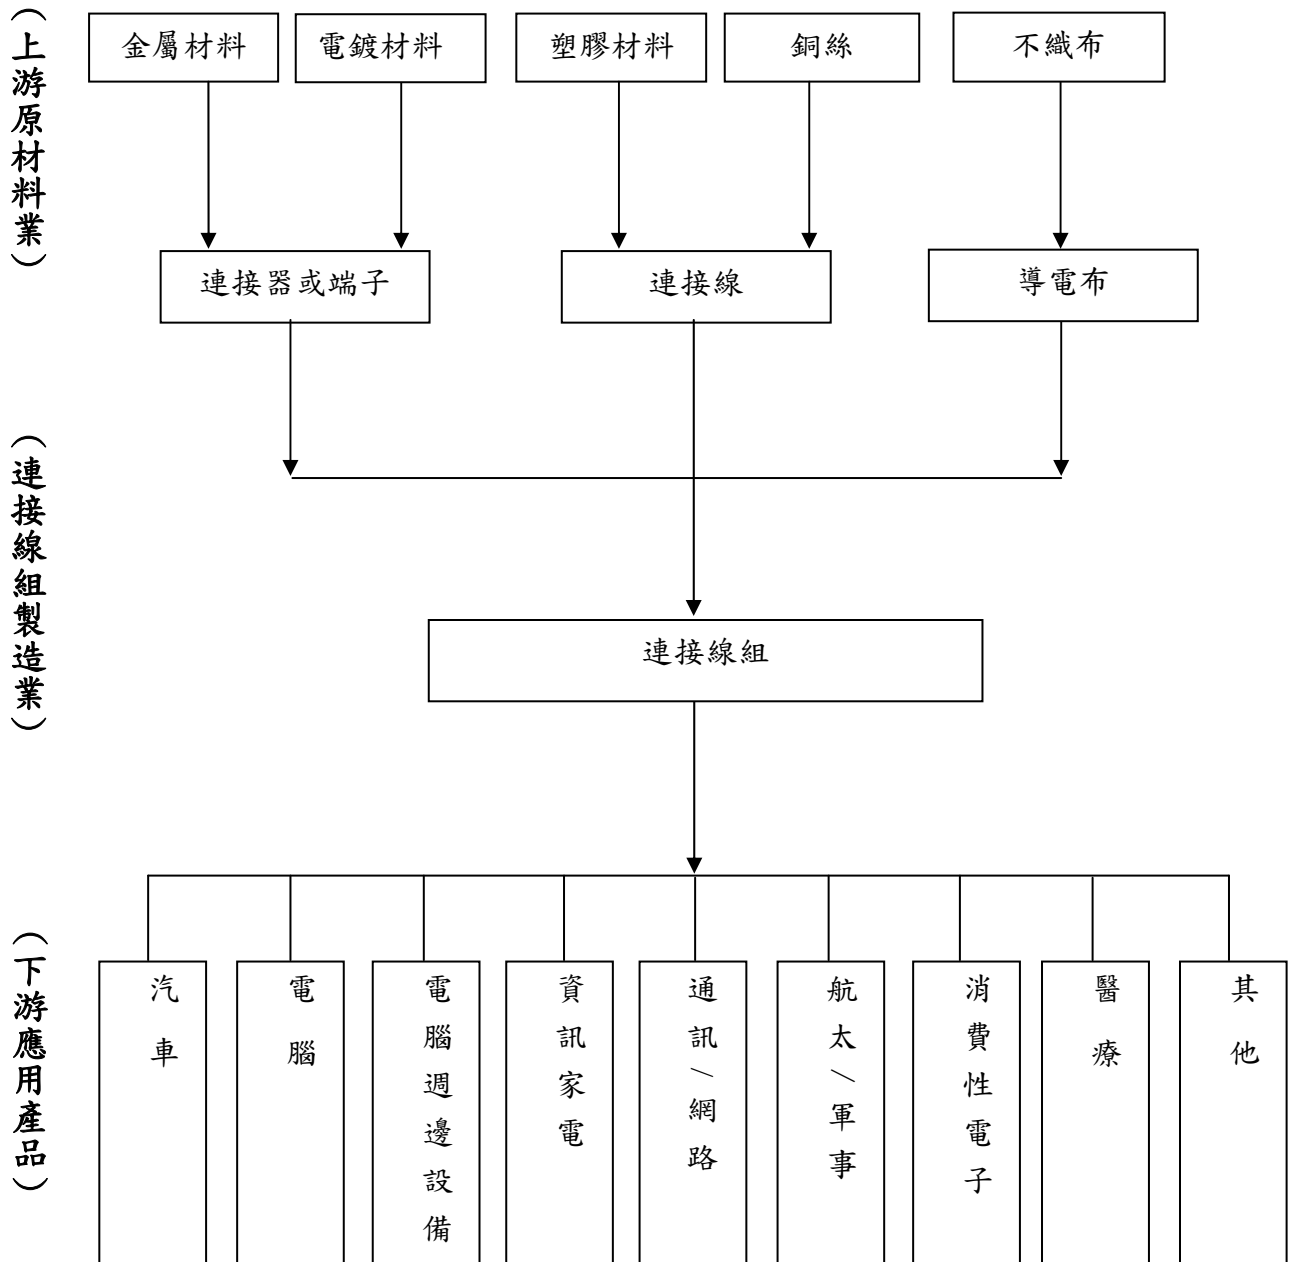 (上游原材料業)
金屬材料
電鍍材料
塑膠材料
銅絲
不織布
連接器或端子
連接線
導電布
(連接線組製造業)
連接線組
(下游應用產品)
汽車
電腦
電腦週邊設備
資訊家電
通訊/網路
航太/軍事
消費性電子
醫療
其他